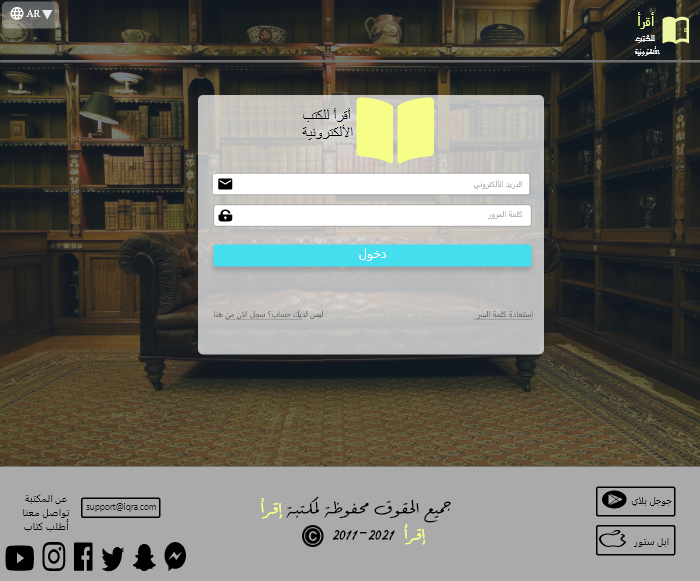 AR
أقرأ
للكتب
الألكترونية
أقرأ للكتب
الألكترونية
البريد الألكتروني
كلمة المرور
دخول
استعادة كلمة السر
ليس لديك حساب؟ سجل الان من هنا
جوجل بلاي
ابل ستور
جميع الحقوق محفوظة لمكتبة إقرأ
إقرأ 2021 - 2011 ©
support@iqra.com
عن المكتبة
تواصل معنا
أطلب كتاب